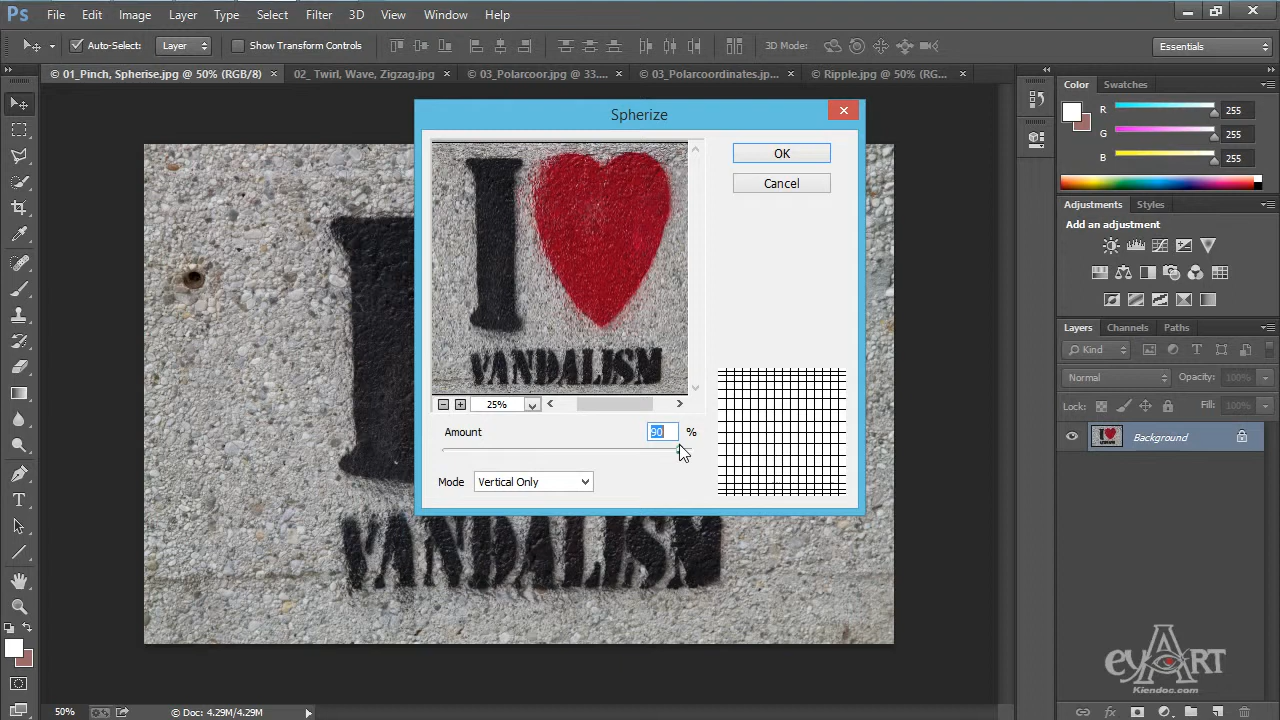 Ps File Edit Image Layer Type Select Filter 3D View Window Help
Auto-Select: Layer Show Transform Controls 3D Mode: Essentials
© 01_Pinch, Spherise.jpg @ 50% (RGB/8) × 02_ Twirl, Wave, Zigzag.jpg × © 03_Polarcoor.jpg @ 33.... × © 03_Polarcoordinates.jp... × © Ripple.jpg @ 50% (RG... ×
Spherize
OK
Cancel
I
VANDALISM
25%
Amount 90 %
Mode Vertical Only
VANDALISM
Color Swatches
R 255
G 255
B 255
Adjustments Styles
Add an adjustment
Layers Channels Paths
Kind
Normal Opacity: 100%
Lock: Fill: 100%
Background
eyART
Kiendoc.com
50% © Doc: 4.29M/4.29M